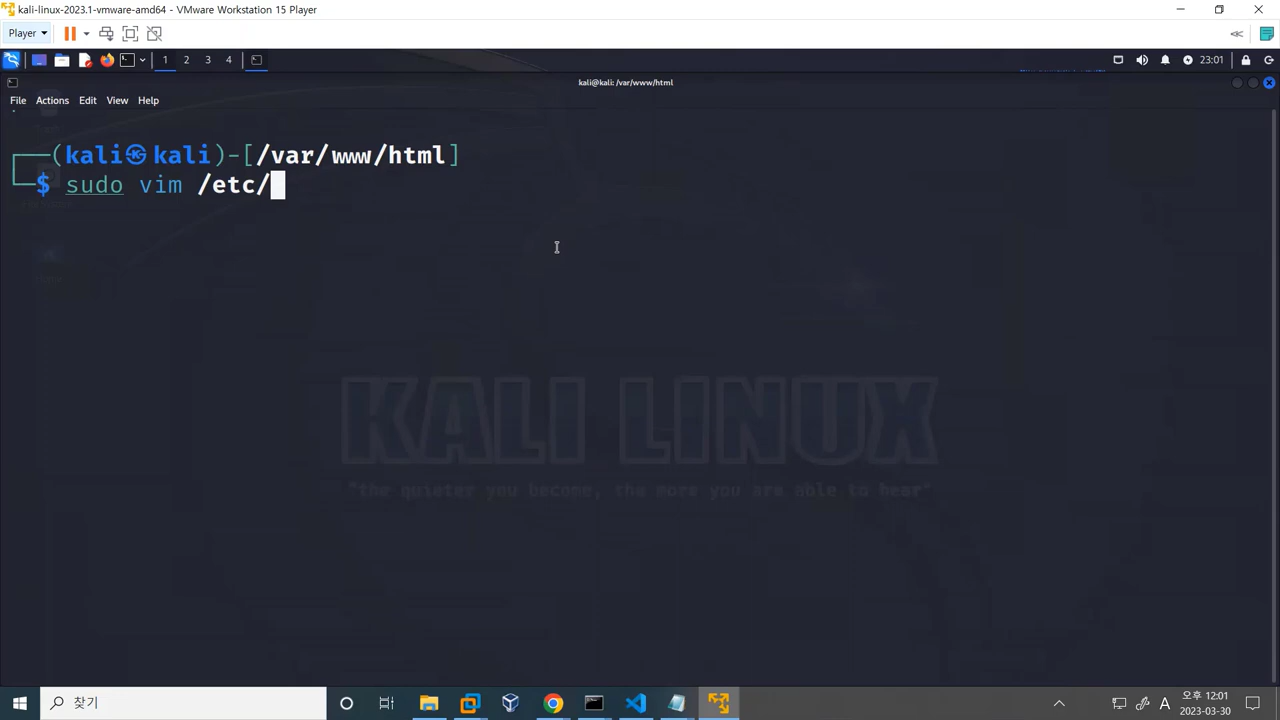 kali-linux-2023.1-vmware-amd64 - VMware Workstation 15 Player
Player
1 2 3 4
23:01
kali@kali: /var/www/html
File Actions Edit View Help
┌──(kali㉿kali)-[/var/www/html]
└─$ sudo vim /etc/
KALI LINUX
"the quieter you become, the more you are able to hear"
찾기
A
오후 12:01
2023-03-30